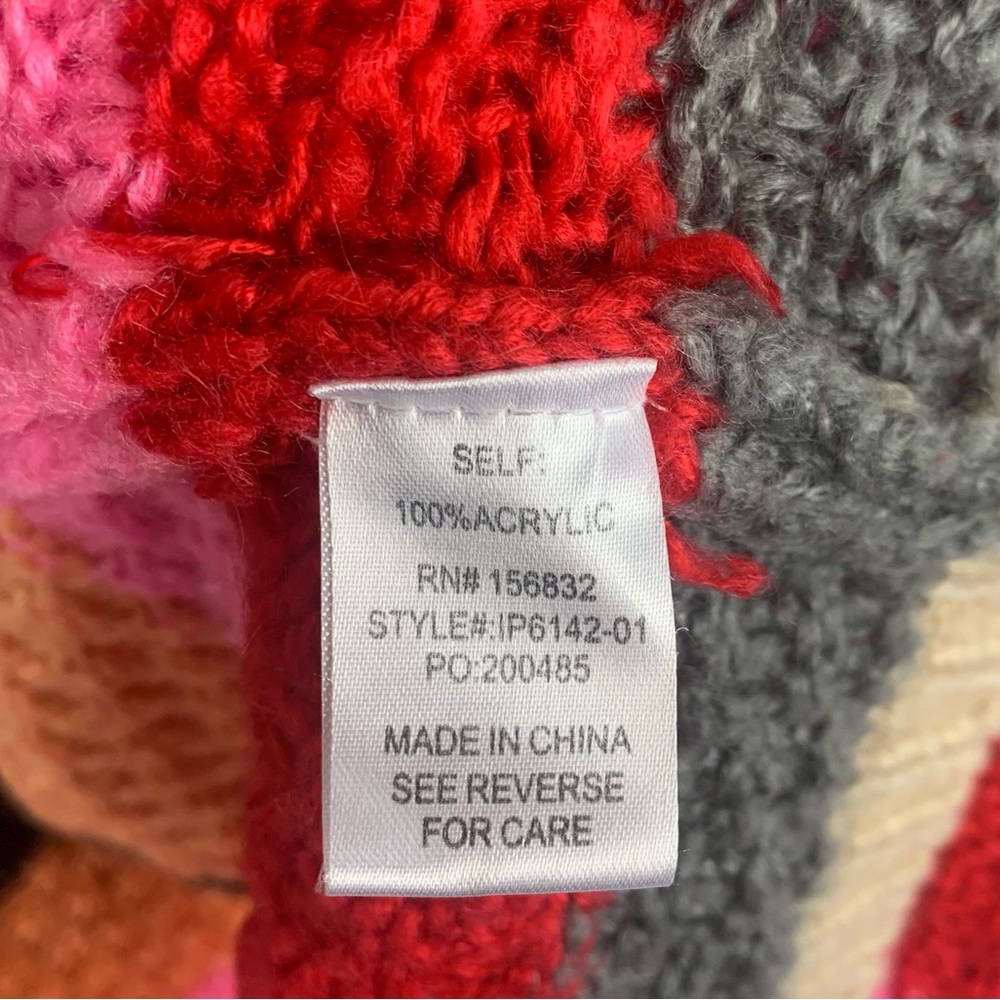 SELF:
100%ACRYLIC
RN# 156832
STYLE#:IP6142-01
PO:200485
MADE IN CHINA
SEE REVERSE
FOR CARE